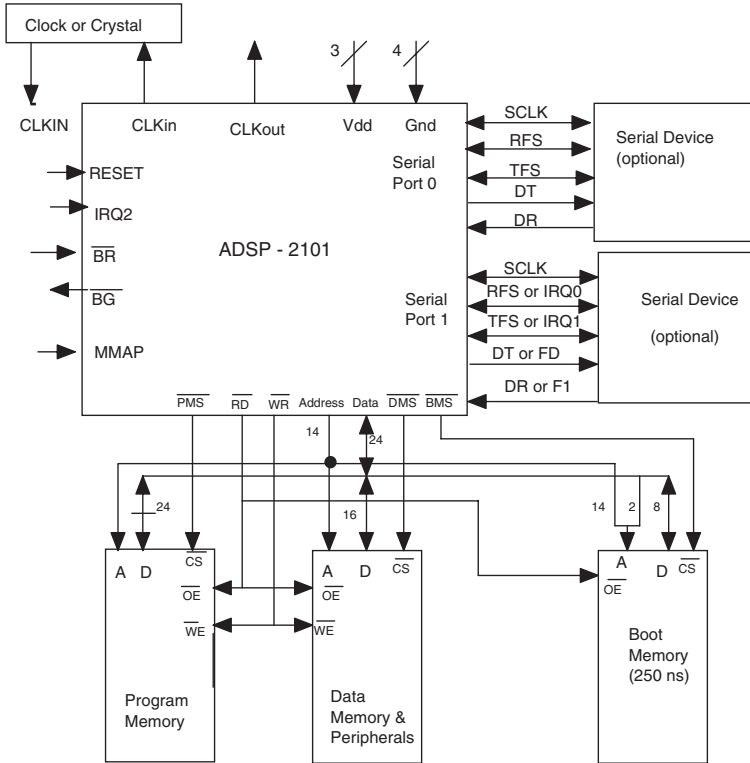 Clock or Crystal
3
4
CLKIN
CLKin
CLKout
Vdd
Gnd
SCLK
RFS
TFS
DT
DR
Serial Device
(optional)
Serial
Port 0
RESET
IRQ2
BR
BG
MMAP
ADSP - 2101
Serial
Port 1
SCLK
RFS or IRQ0
TFS or IRQ1
DT or FD
DR or F1
Serial Device
(optional)
PMS
RD
WR
Address
Data
DMS
BMS
14
24
24
16
14
2
8
A
D
CS
OE
WE
Program
Memory
A
D
CS
OE
WE
Data
Memory &
Peripherals
A
D
CS
OE
Boot
Memory
(250 ns)